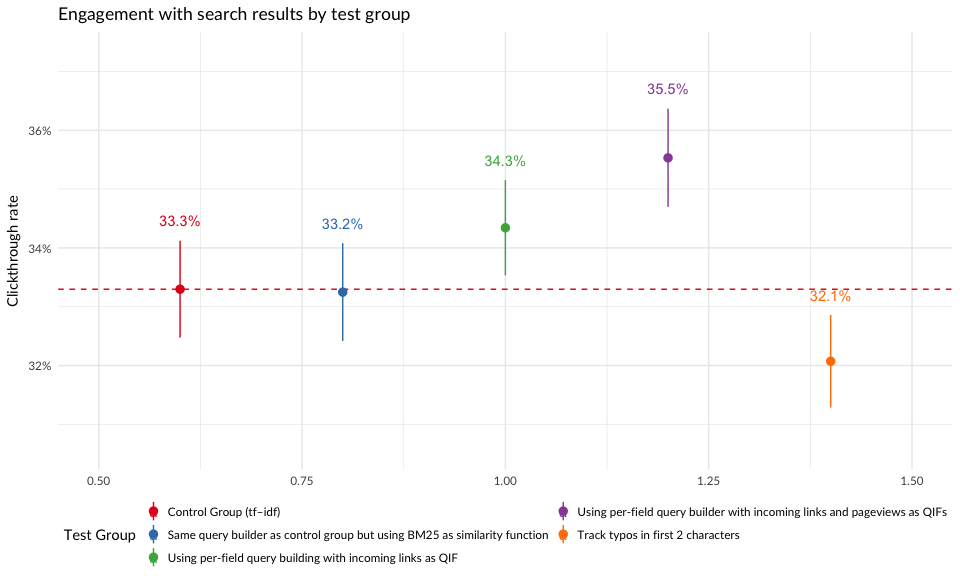 Engagement with search results by test group
Clickthrough rate
36%
34%
32%
33.3%
33.2%
34.3%
35.5%
32.1%
0.50
0.75
1.00
1.25
1.50
Test Group
Control Group (tf−idf)
Same query builder as control group but using BM25 as similarity function
Using per-field query building with incoming links as QIF
Using per-field query builder with incoming links and pageviews as QIFs
Track typos in first 2 characters